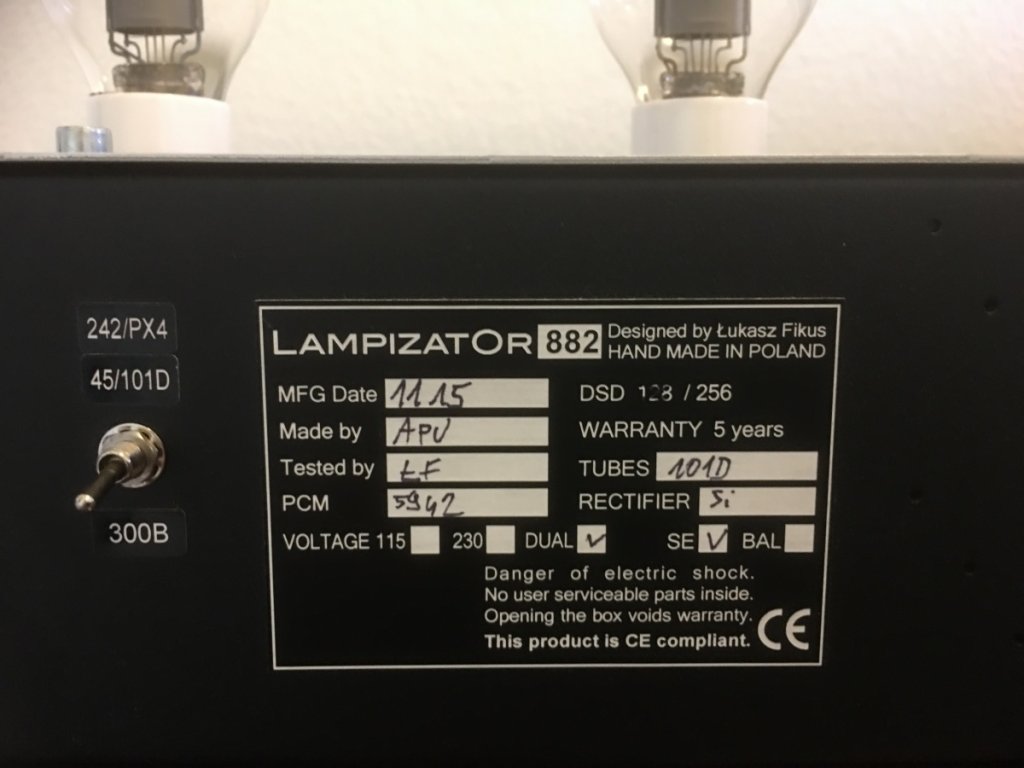 242/PX4
45/101D
300B
LAMPIZATOR 882 Designed by Łukasz Fikus
HAND MADE IN POLAND
MFG Date 11.15 DSD 128 / 256
Made by APU WARRANTY 5 years
Tested by ŁF TUBES 101D
PCM 5942 RECTIFIER Si
VOLTAGE 115 230 DUAL ✓ SE ✓ BAL
Danger of electric shock.
No user serviceable parts inside.
Opening the box voids warranty.
This product is CE compliant. CE